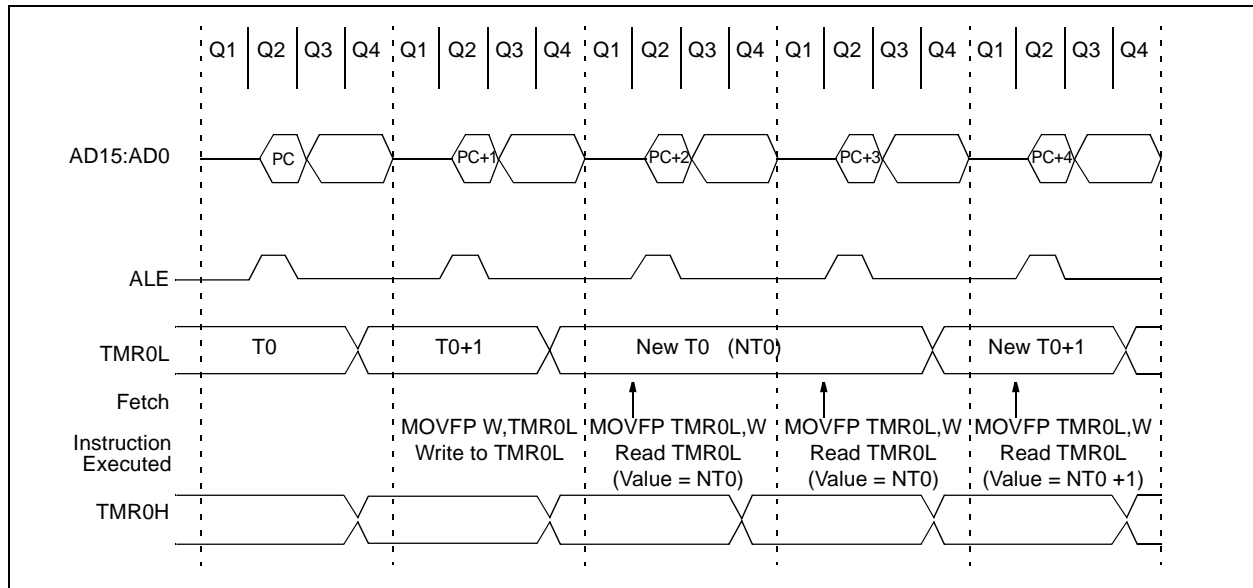 Q1 Q2 Q3 Q4 Q1 Q2 Q3 Q4 Q1 Q2 Q3 Q4 Q1 Q2 Q3 Q4 Q1 Q2 Q3 Q4
AD15:AD0 PC PC+1 PC+2 PC+3 PC+4
ALE
TMR0L T0 T0+1 New T0 (NT0) New T0+1
Fetch
MOVFP W,TMR0L MOVFP TMR0L,W MOVFP TMR0L,W MOVFP TMR0L,W
Instruction Write to TMR0L Read TMR0L Read TMR0L Read TMR0L
Executed (Value = NT0) (Value = NT0) (Value = NT0 +1)
TMR0H